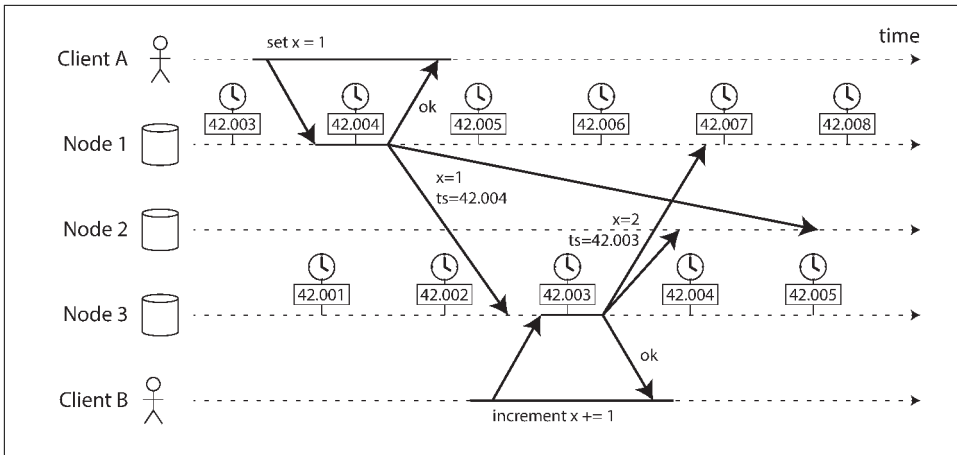 time
Client A
set x = 1
ok
42.003
42.004
42.005
42.006
42.007
42.008
Node 1
x=1
ts=42.004
x=2
ts=42.003
Node 2
42.001
42.002
42.003
42.004
42.005
Node 3
ok
Client B
increment x += 1